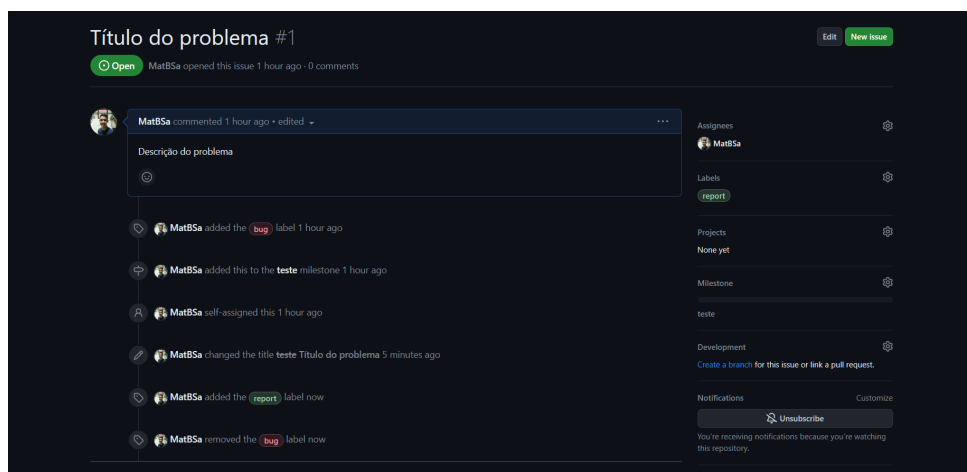 Título do problema #1
Edit
New issue
Open
MatBSa opened this issue 1 hour ago · 0 comments
MatBSa commented 1 hour ago • edited
Descrição do problema
MatBSa added the bug label 1 hour ago
MatBSa added this to the teste milestone 1 hour ago
MatBSa self-assigned this 1 hour ago
MatBSa changed the title teste Título do problema 5 minutes ago
MatBSa added the report label now
MatBSa removed the bug label now
Assignees
MatBSa
Labels
report
Projects
None yet
Milestone
teste
Development
Create a branch for this issue or link a pull request.
Notifications
Customize
Unsubscribe
You're receiving notifications because you're watching
this repository.